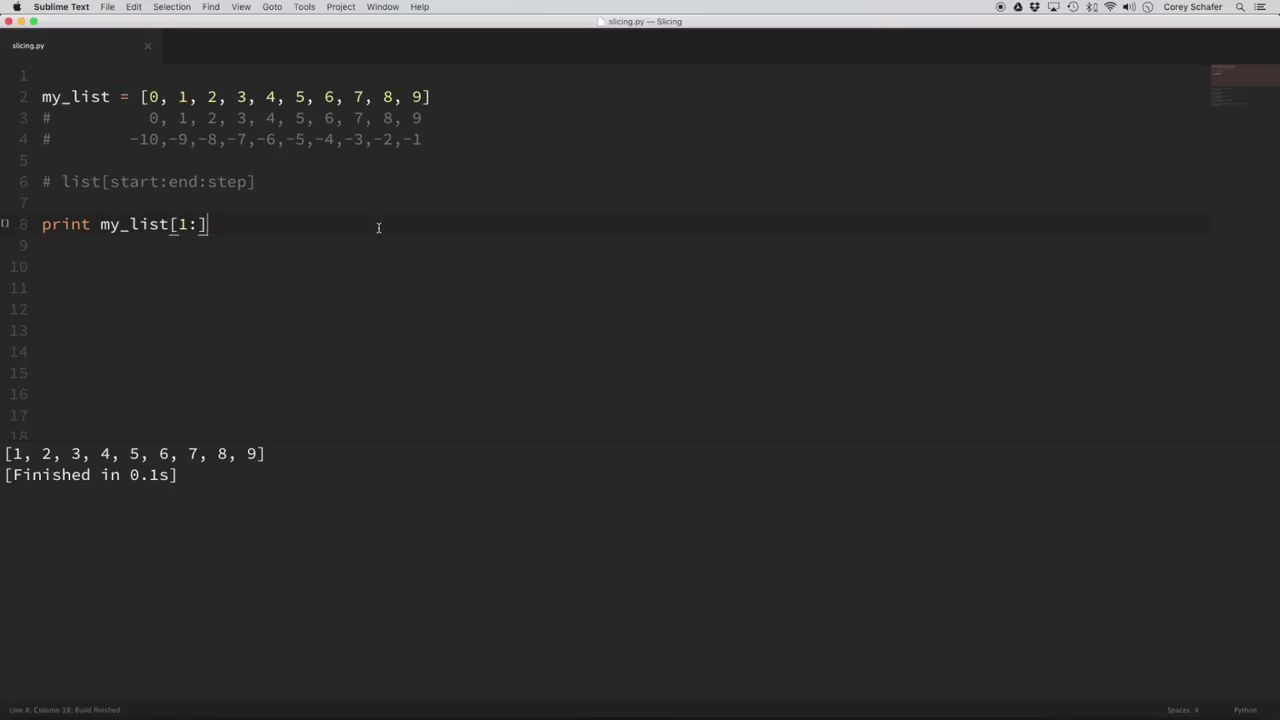 Sublime Text File Edit Selection Find View Goto Tools Project Window Help Corey Schafer
slicing.py — Slicing
slicing.py
1
2 my_list = [0, 1, 2, 3, 4, 5, 6, 7, 8, 9]
3 # 0, 1, 2, 3, 4, 5, 6, 7, 8, 9
4 # -10,-9,-8,-7,-6,-5,-4,-3,-2,-1
5
6 # list[start:end:step]
7
8 print my_list[1:]
9
10
11
12
13
14
15
16
17
18
[1, 2, 3, 4, 5, 6, 7, 8, 9]
[Finished in 0.1s]
Line 8, Column 18; Build finished Spaces: 4 Python